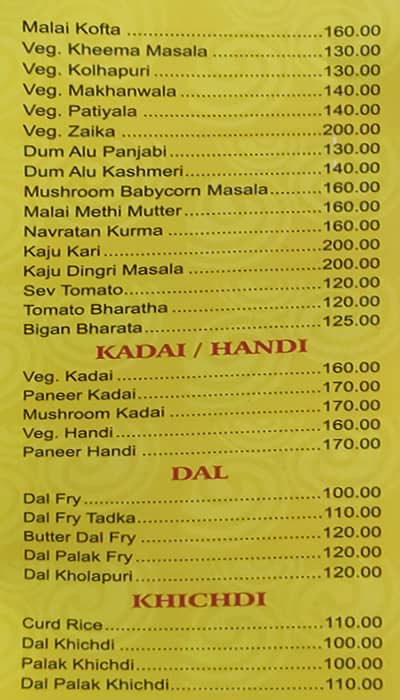 Malai Kofta ........................................160.00
Veg. Kheema Masala ......................130.00
Veg. Kolhapuri ..................................130.00
Veg. Makhanwala .............................140.00
Veg. Patiyala ....................................140.00
Veg. Zaika ........................................200.00
Dum Alu Panjabi...............................130.00
Dum Alu Kashmeri............................140.00
Mushroom Babycorn Masala..........160.00
Malai Methi Mutter............................160.00
Navratan Kurma ...............................160.00
Kaju Kari ...........................................200.00
Kaju Dingri Masala ...........................200.00
Sev Tomato.......................................120.00
Tomato Bharatha ..............................120.00
Bigan Bharata...................................125.00
KADAI / HANDI
Veg. Kadai ........................................160.00
Paneer Kadai.....................................170.00
Mushroom Kadai ..............................170.00
Veg. Handi.........................................160.00
Paneer Handi ....................................170.00
DAL
Dal Fry...............................................100.00
Dal Fry Tadka....................................110.00
Butter Dal Fry ...................................120.00
Dal Palak Fry....................................120.00
Dal Kholapuri....................................120.00
KHICHDI
Curd Rice..........................................110.00
Dal Khichdi .......................................100.00
Palak Khichdi....................................100.00
Dal Palak Khichdi..............................110.00